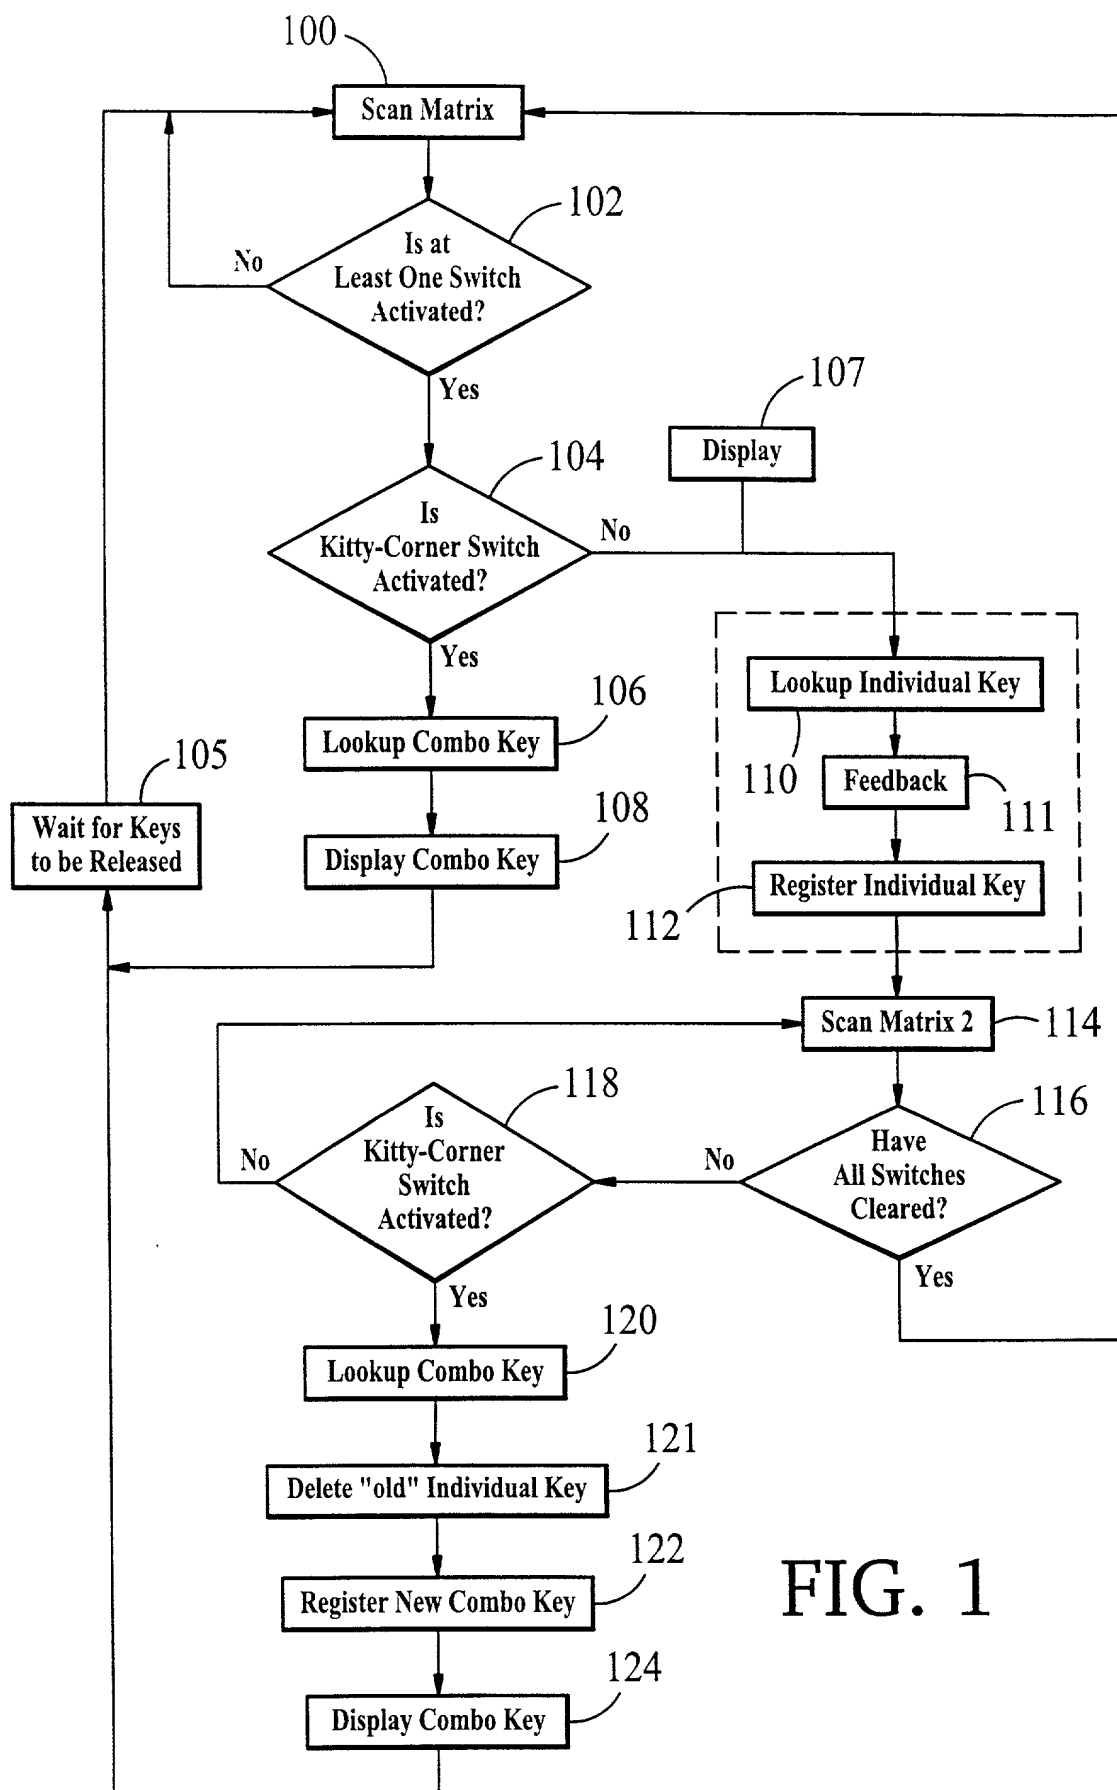 100
Scan Matrix
102
Is at
Least One Switch
Activated?
No
Yes
107
Display
104
Is
Kitty-Corner Switch
Activated?
No
Yes
106
Lookup Combo Key
Lookup Individual Key
110
Feedback
111
105
Wait for Keys
to be Released
108
Display Combo Key
Register Individual Key
112
Scan Matrix 2
114
118
Is
Kitty-Corner
Switch
Activated?
No
Yes
116
Have
All Switches
Cleared?
No
Yes
120
Lookup Combo Key
121
Delete "old" Individual Key
122
Register New Combo Key
124
Display Combo Key
FIG. 1